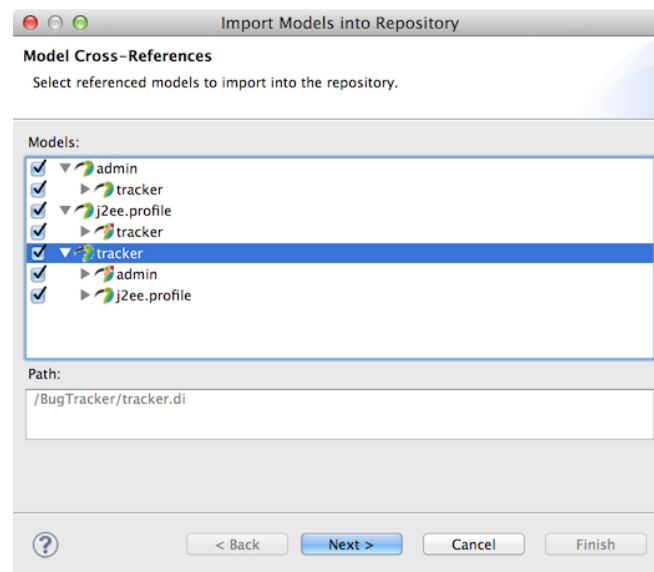 Import Models into Repository
Model Cross-References
Select referenced models to import into the repository.
Models:
admin
tracker
j2ee.profile
tracker
tracker
admin
j2ee.profile
Path:
/BugTracker/tracker.di
?
< Back Next > Cancel Finish